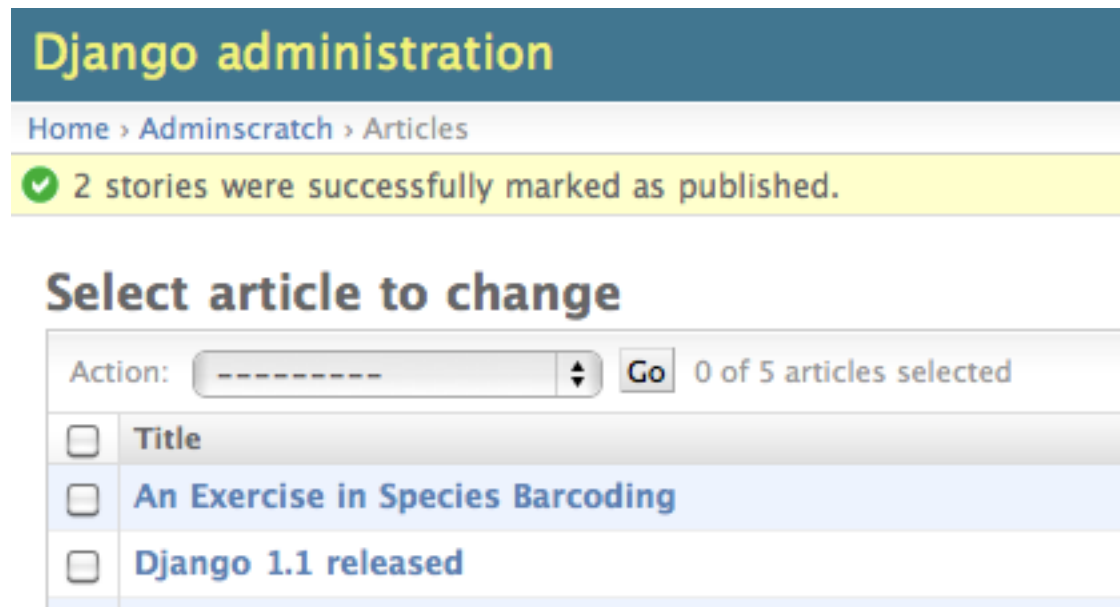 Django administration
Home › Adminscratch › Articles
2 stories were successfully marked as published.
Select article to change
Action: --------- Go 0 of 5 articles selected
Title
An Exercise in Species Barcoding
Django 1.1 released